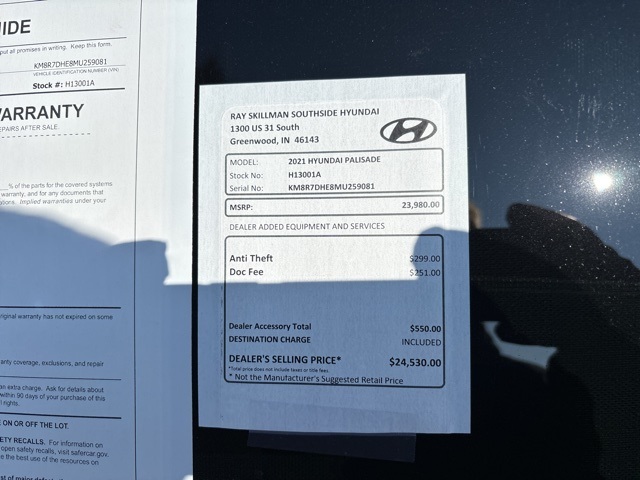 IDE
put all promises in writing. Keep this form.
KM8R7DHE8MU259081
VEHICLE IDENTIFICATION NUMBER (VIN)
Stock #: H13001A
ARRANTY
EPAIRS AFTER SALE.
% of the parts for the covered systems
warranty, and for any documents that
Implied warranties under your
riginal warranty has not expired on some
anty coverage, exclusions, and repair
an extra charge. Ask for details about
within 90 days of your purchase of this
l rights.
ON OR OFF THE LOT.
ETY RECALLS. For information on
open safety recalls, visit safercar.gov.
e the best use of the resources on
RAY SKILLMAN SOUTHSIDE HYUNDAI
1300 US 31 South
Greenwood, IN 46143
MODEL: 2021 HYUNDAI PALISADE
Stock No: H13001A
Serial No: KM8R7DHE8MU259081
MSRP: 23,980.00
DEALER ADDED EQUIPMENT AND SERVICES
Anti Theft $299.00
Doc Fee $251.00
Dealer Accessory Total $550.00
DESTINATION CHARGE INCLUDED
DEALER'S SELLING PRICE* $24,530.00
*Total price does not include taxes or title fees.
* Not the Manufacturer's Suggested Retail Price